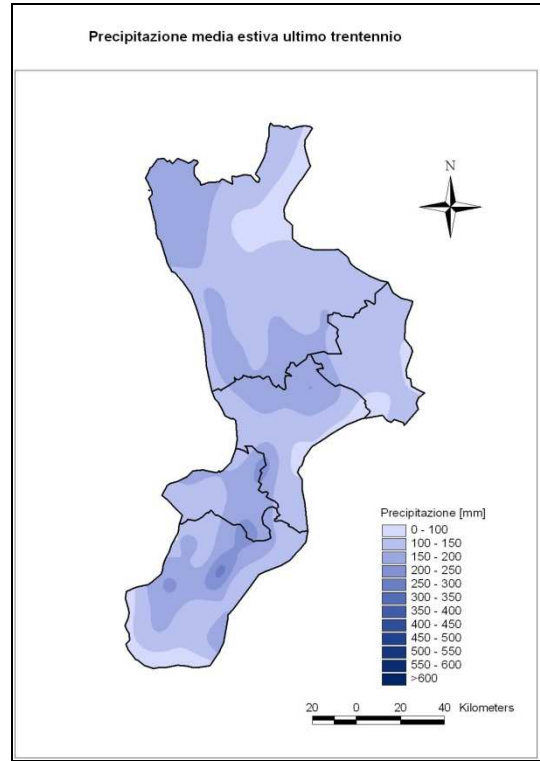 Precipitazione media estiva ultimo trentennio
N
Precipitazione [mm]
0 - 100
100 - 150
150 - 200
200 - 250
250 - 300
300 - 350
350 - 400
400 - 450
450 - 500
500 - 550
550 - 600
>600
20 0 20 40 Kilometers